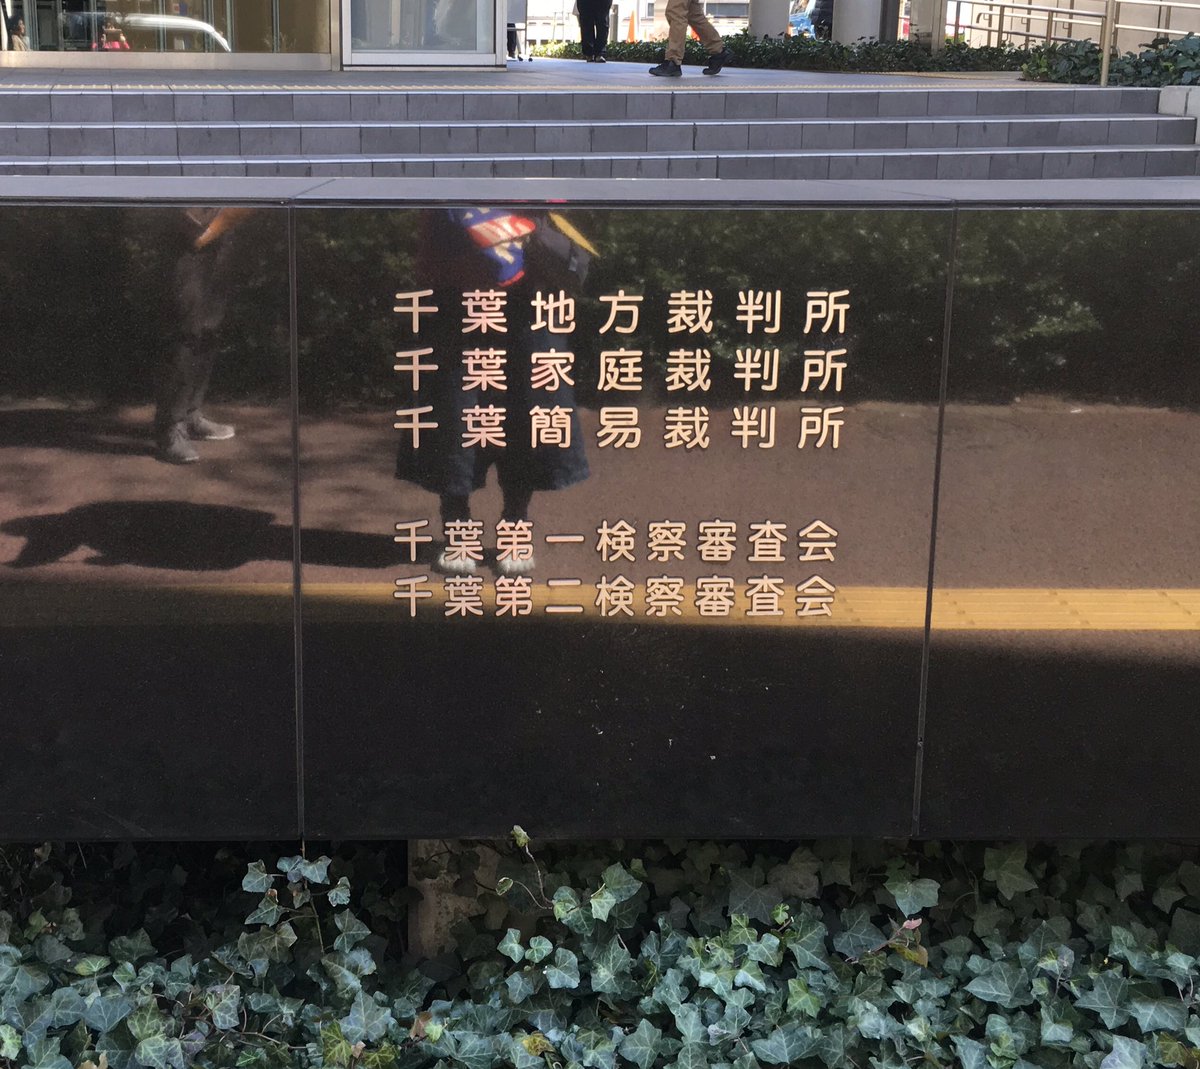 千葉地方裁判所
千葉家庭裁判所
千葉簡易裁判所
千葉第一検察審査会
千葉第二検察審査会